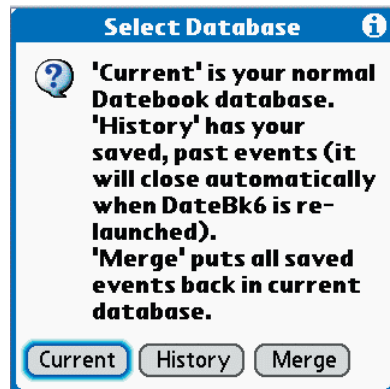 Select Database
'Current' is your normal
Datebook database.
'History' has your
saved, past events (it
will close automatically
when DateBk6 is re-
launched).
'Merge' puts all saved
events back in current
database.
Current History Merge